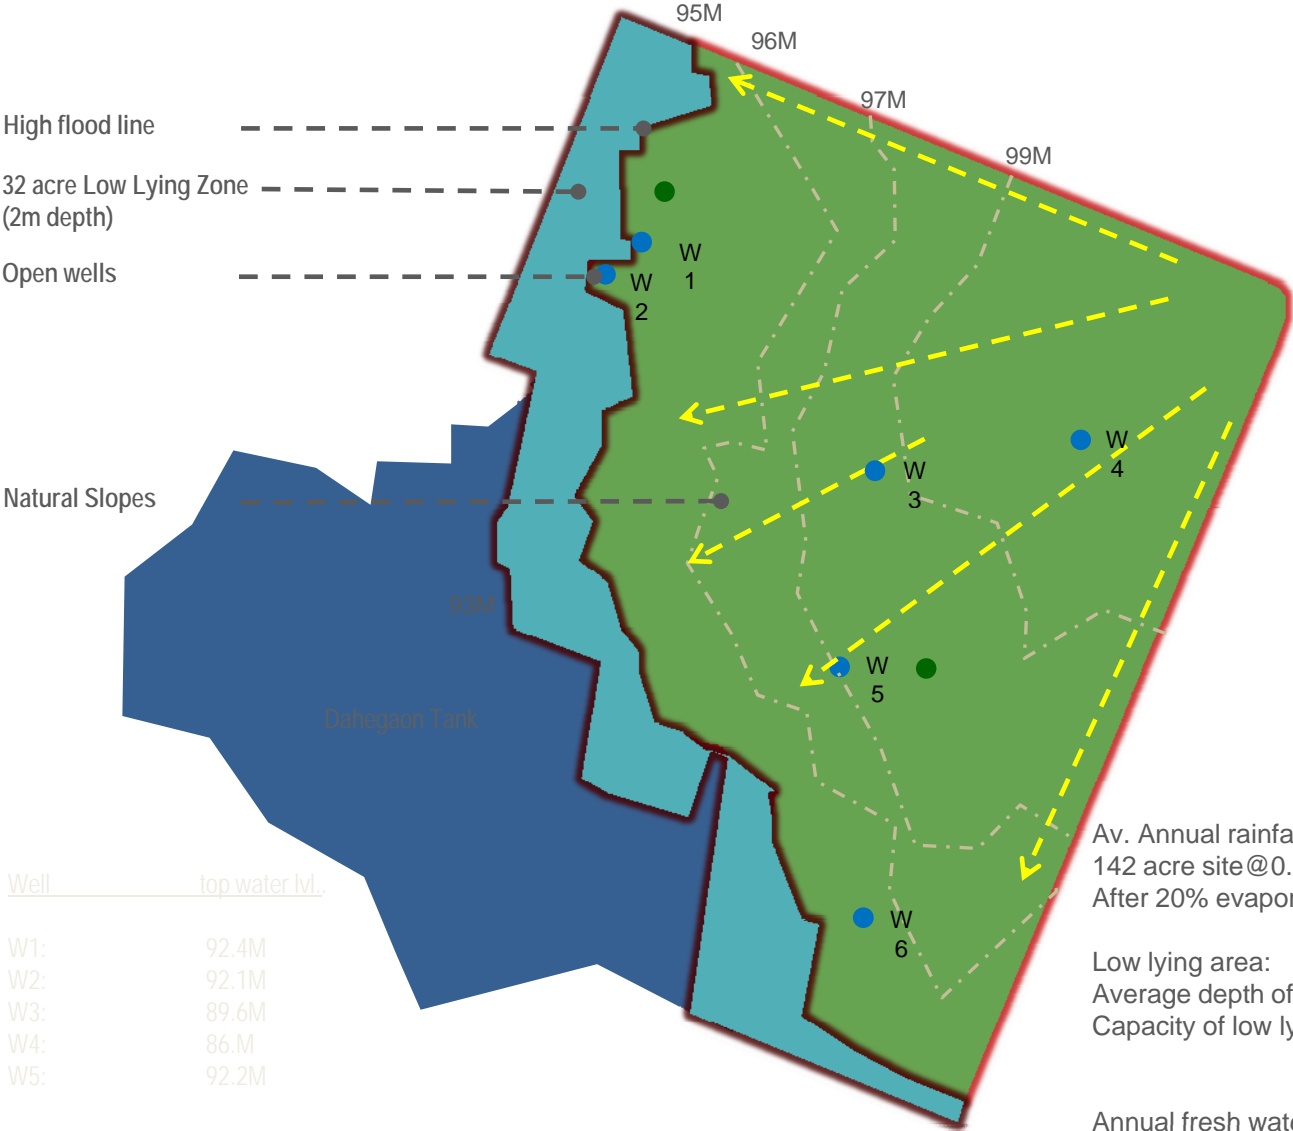 95M
96M
97M
99M
High flood line
32 acre Low Lying Zone
(2m depth)
Open wells
W
1
W
2
W
4
W
3
Natural Slopes
93M
W
5
Dahegaon Tank
W
6
Well top water lvl..
W1: 92.4M
W2: 92.1M
W3: 89.6M
W4: 86.M
W5: 92.2M
Av. Annual rainfa
142 acre site@0.
After 20% evapor
Low lying area:
Average depth of
Capacity of low ly
Annual fresh wate